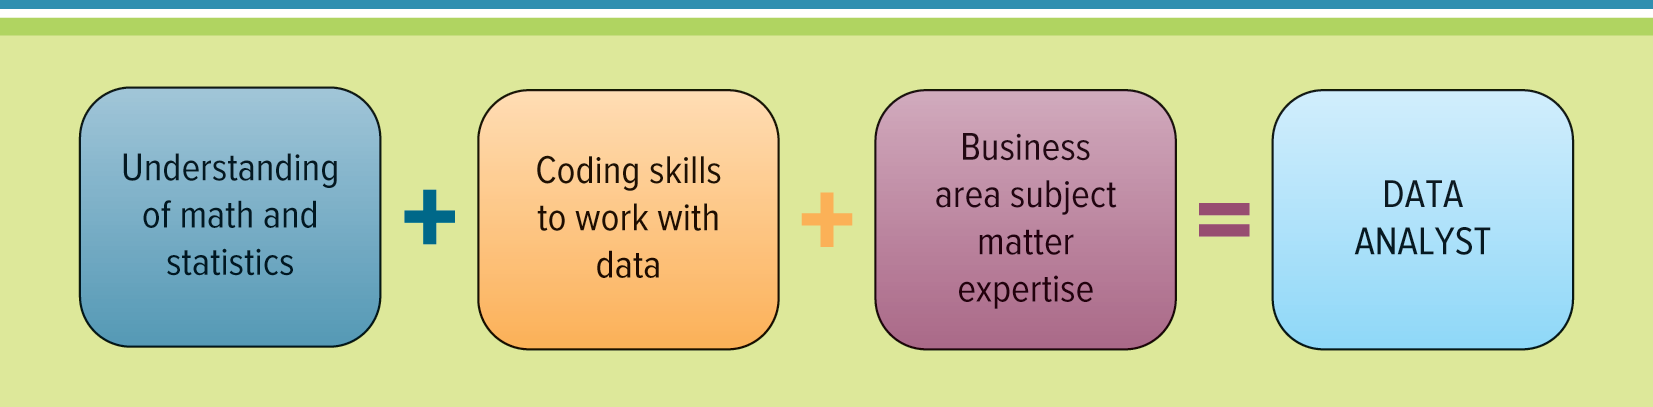 Understanding
of math and
statistics
+
Coding skills
to work with
data
+
Business
area subject
matter
expertise
=
DATA
ANALYST